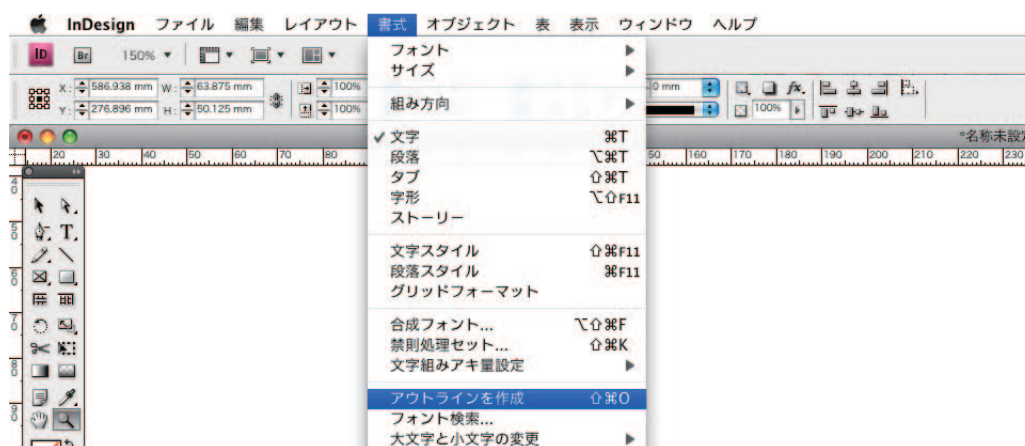 InDesign ファイル 編集 レイアウト 書式 オブジェクト 表 表示 ウィンドウ ヘルプ
ID Br 150%
X: 586.938 mm W: 63.875 mm 100% 0 mm fx.
Y: 276.896 mm H: 50.125 mm 100% 100%
*名称未設定
20 30 40 50 60 70 80 50 160 170 180 190 200 210 220 230
40
50
60
70
80
90
T
フォント
サイズ
組み方向
✓ 文字 ⌘T
段落 ⌥⌘T
タブ ⇧⌘T
字形 ⌥⇧F11
ストーリー
文字スタイル ⇧⌘F11
段落スタイル ⌘F11
グリッドフォーマット
合成フォント... ⌥⇧⌘F
禁則処理セット... ⇧⌘K
文字組みアキ量設定
アウトラインを作成 ⇧⌘O
フォント検索...
大文字と小文字の変更